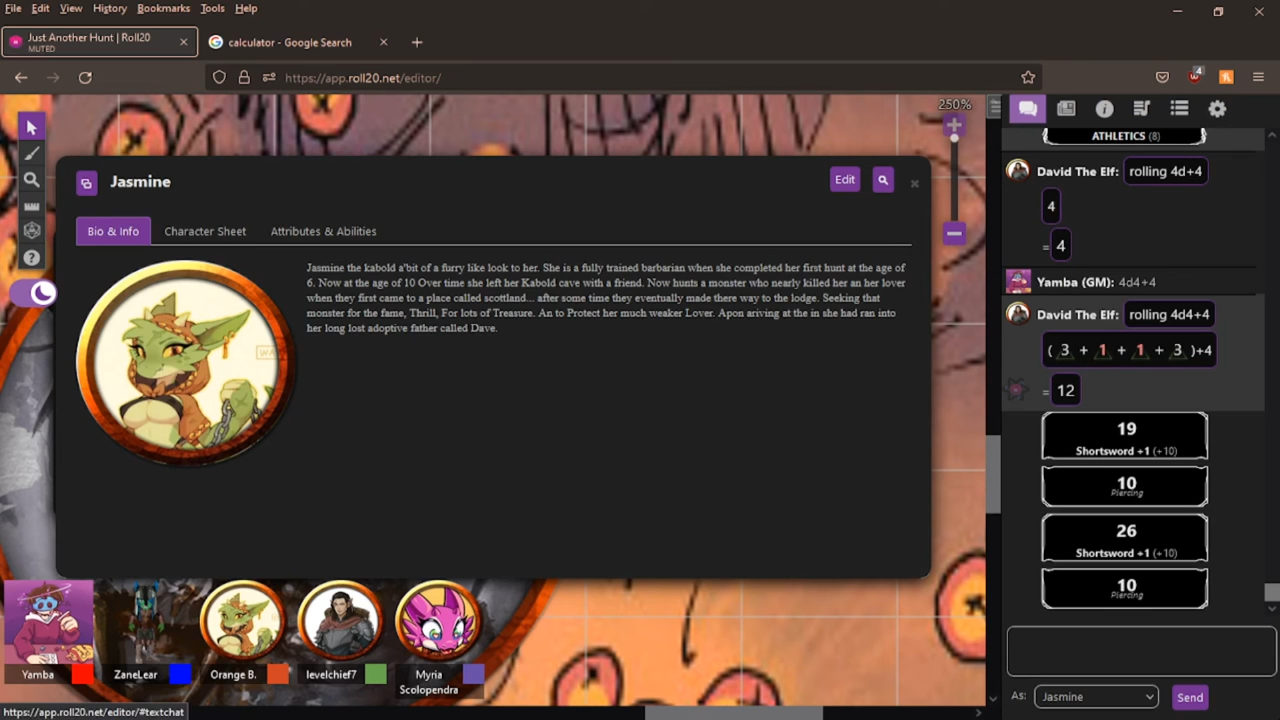 File Edit View History Bookmarks Tools Help
Just Another Hunt | Roll20
MUTED
calculator - Google Search
https://app.roll20.net/editor/
4
250%
Jasmine
Edit
Bio & Info
Character Sheet
Attributes & Abilities
Jasmine the kabold a'bit of a furry like look to her. She is a fully trained barbarian when she completed her first hunt at the age of
6. Now at the age of 10 Over time she left her Kabold cave with a friend. Now hunts a monster who nearly killed her an her lover
when they first came to a place called scottland... after some time they eventually made there way to the lodge. Seeking that
monster for the fame, Thrill, For lots of Treasure. An to Protect her much weaker Lover. Apon ariving at the in she had ran into
her long lost adoptive father called Dave.
WA
ATHLETICS (8)
David The Elf: rolling 4d+4
4
= 4
Yamba (GM): 4d4+4
David The Elf: rolling 4d4+4
( 3 + 1 + 1 + 3 )+4
= 12
19
Shortsword +1 (+10)
10
Piercing
26
Shortsword +1 (+10)
10
Piercing
As: Jasmine
Send
Yamba
ZaneLear
Orange B.
levelchief7
Myria
Scolopendra
https://app.roll20.net/editor/#textchat